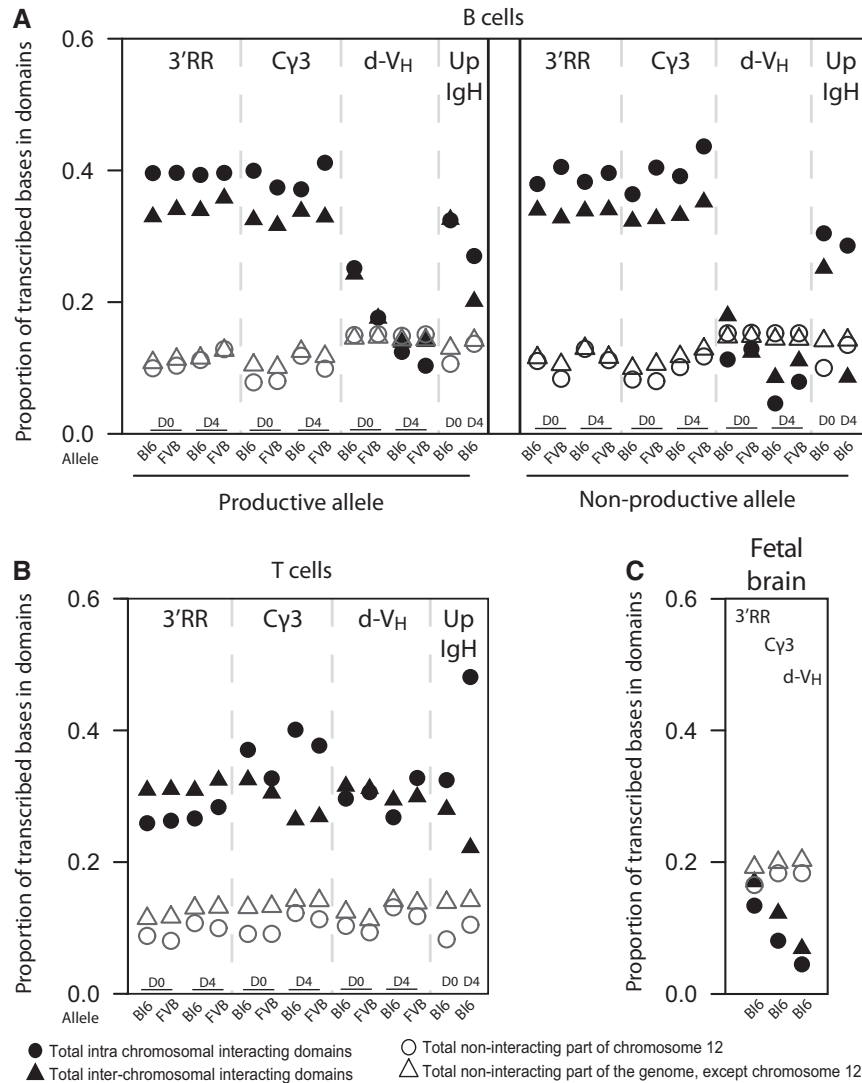 A
B cells
Proportion of transcribed bases in domains
0.6
0.4
0.2
0.0
3'RR
Cγ3
d-VH
Up IgH
3'RR
Cγ3
d-VH
Up IgH
D0 D4 D0 D4 D0 D4 D0 D4
D0 D4 D0 D4 D0 D4 D0 D4
Allele
Bl6 FVB Bl6 FVB Bl6 FVB Bl6 FVB Bl6 FVB Bl6 FVB Bl6 Bl6
Bl6 FVB Bl6 FVB Bl6 FVB Bl6 FVB Bl6 FVB Bl6 FVB Bl6 Bl6
Productive allele
Non-productive allele
B
T cells
Proportion of transcribed bases in domains
0.6
0.4
0.2
0.0
3'RR
Cγ3
d-VH
Up IgH
D0 D4 D0 D4 D0 D4 D0 D4
Allele
Bl6 FVB Bl6 FVB Bl6 FVB Bl6 FVB Bl6 FVB Bl6 FVB Bl6 Bl6
C
Fetal
brain
Proportion of transcribed bases in domains
0.6
0.4
0.2
0.0
3'RR
Cγ3
d-VH
Bl6 Bl6 Bl6
Total intra chromosomal interacting domains
Total non-interacting part of chromosome 12
Total inter-chromosomal interacting domains
Total non-interacting part of the genome, except chromosome 12